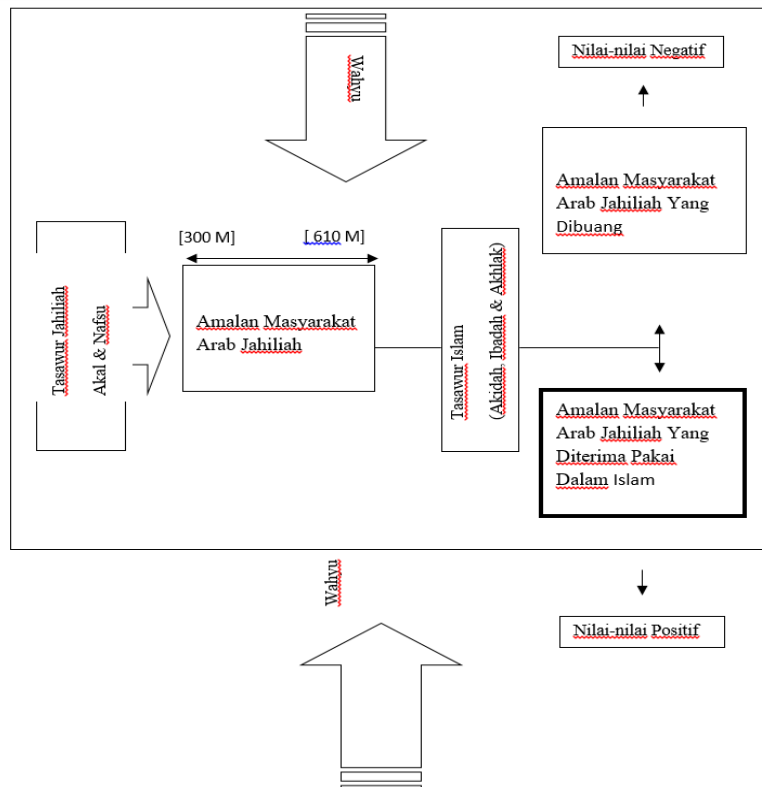 Wahyu
Nilai-nilai Negatif
Amalan Masyarakat
Arab Jahiliah Yang
Dibuang
Tasawur Jahiliah
Akal & Nafsu
[300 M]
[ 610 M]
Amalan Masyarakat
Arab Jahiliah
Tasawur Islam
(Akidah, Ibadah & Akhlak)
Amalan Masyarakat
Arab Jahiliah Yang
Diterima Pakai
Dalam Islam
Wahyu
Nilai-nilai Positif